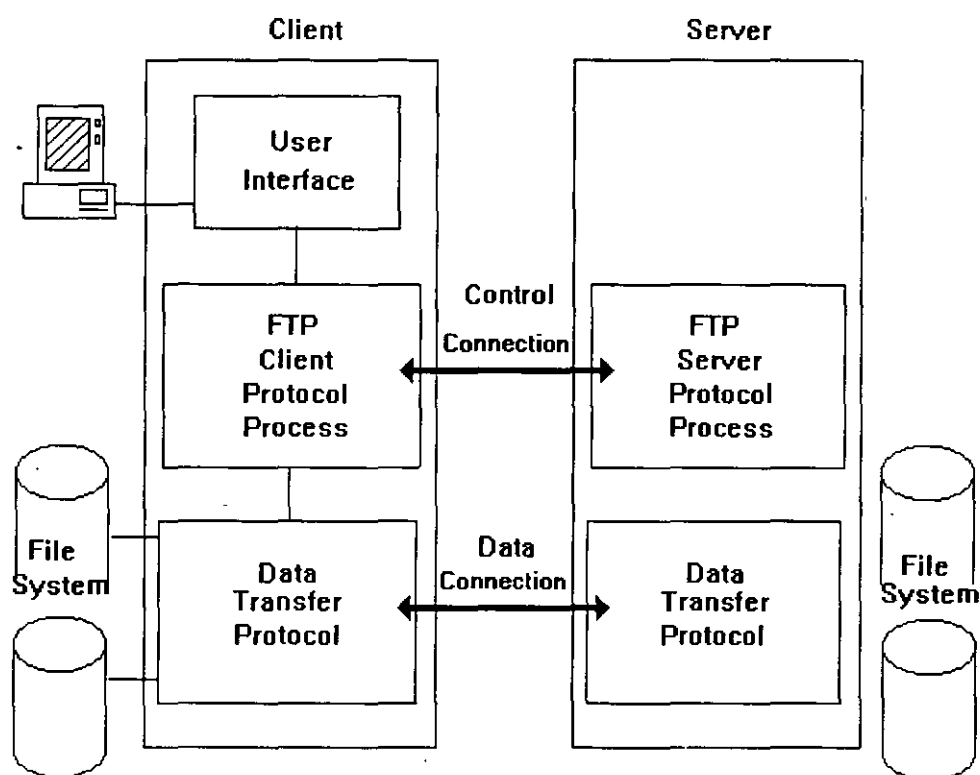 Client
Server
User
Interface
FTP
Client
Protocol
Process
Control
Connection
FTP
Server
Protocol
Process
File
System
Data
Transfer
Protocol
Data
Connection
Data
Transfer
Protocol
File
System